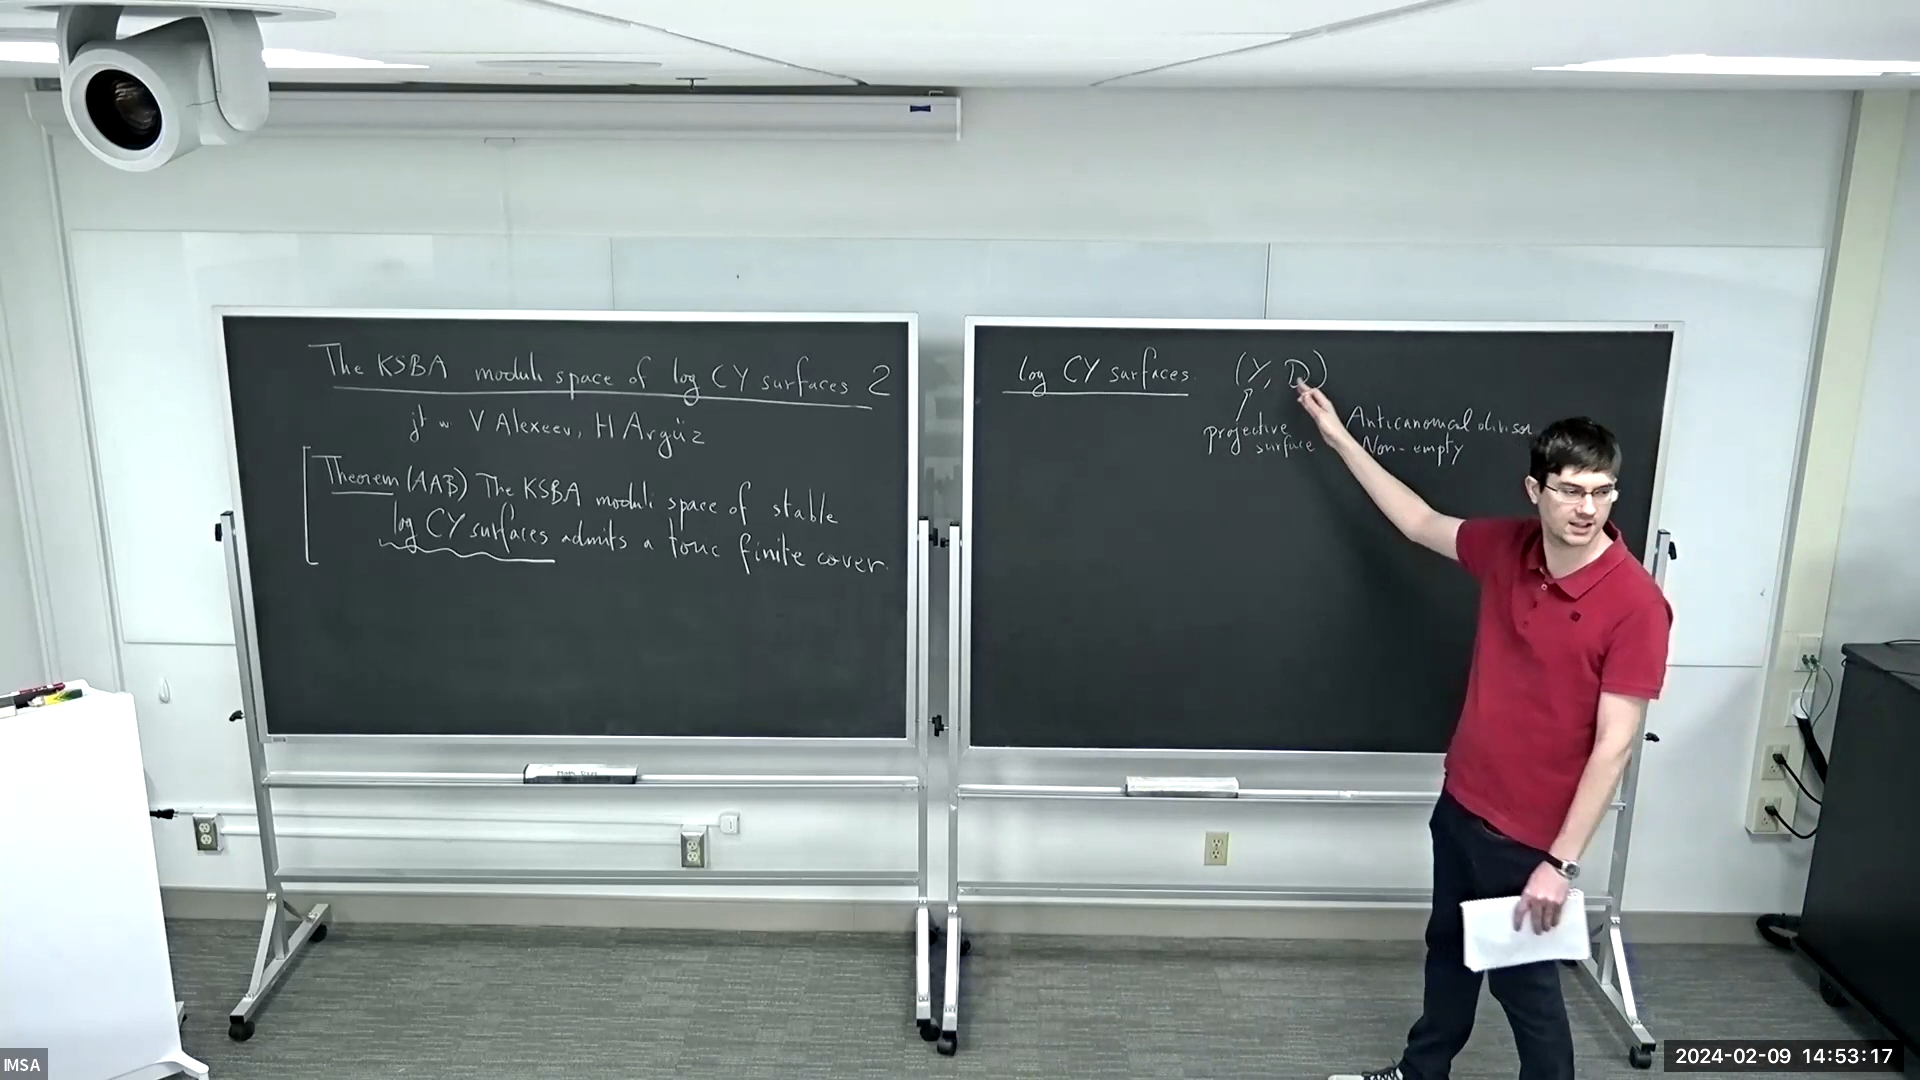 The KSBA moduli space of log CY surfaces 2
jt w V Alexeev, H Argüz
Theorem (AAB) The KSBA moduli space of stable
log CY surfaces admits a toric finite cover.
log CY surfaces. (Y, D)
projective
surface
Anticanonical divisor
Non-empty
IMSA
2024-02-09 14:53:17